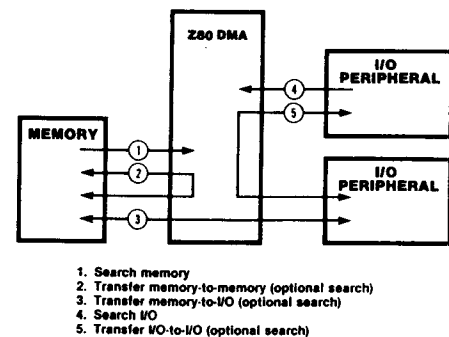 Z80 DMA
I/O
PERIPHERAL
4
5
MEMORY
1
2
3
I/O
PERIPHERAL
1. Search memory
2. Transfer memory-to-memory (optional search)
3. Transfer memory-to-I/O (optional search)
4. Search I/O
5. Transfer I/O-to-I/O (optional search)